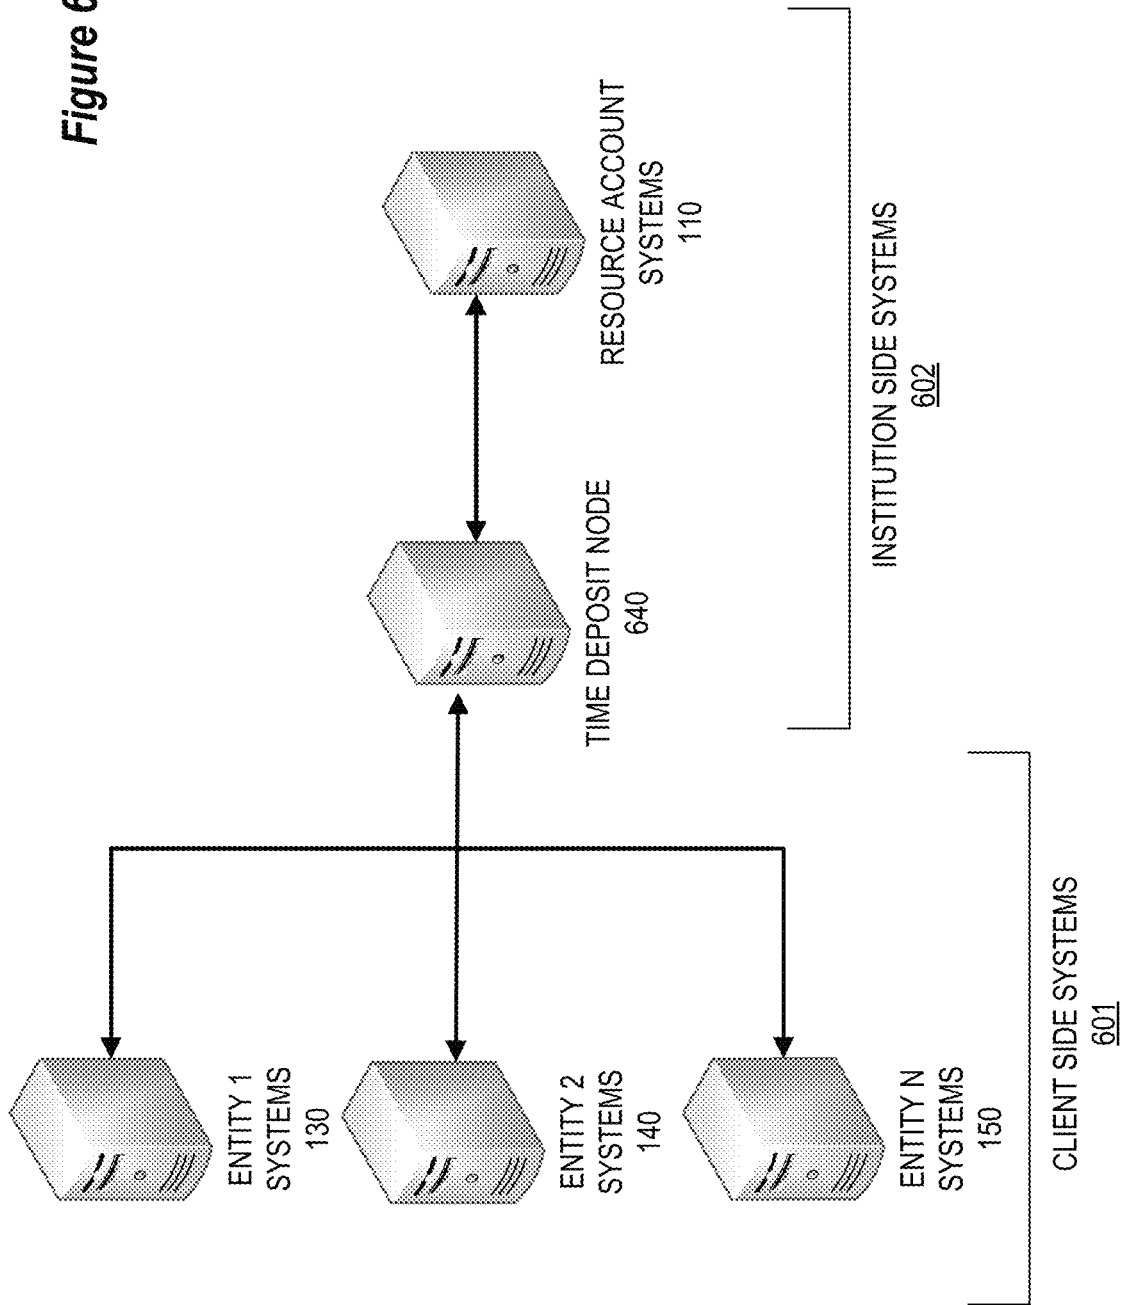 Figure 6
ENTITY 1
SYSTEMS
130
ENTITY 2
SYSTEMS
140
ENTITY N
SYSTEMS
150
TIME DEPOSIT NODE
640
RESOURCE ACCOUNT
SYSTEMS
110
CLIENT SIDE SYSTEMS
601
INSTITUTION SIDE SYSTEMS
602